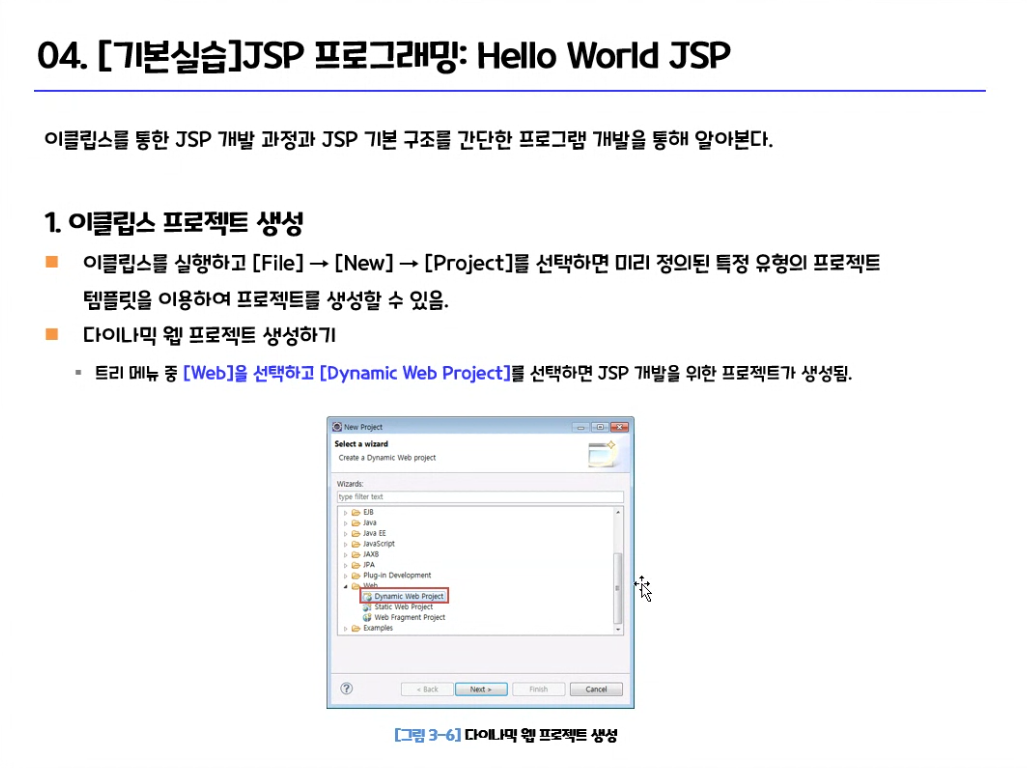 04. [기본실습]JSP 프로그래밍: Hello World JSP
이클립스를 통한 JSP 개발 과정과 JSP 기본 구조를 간단한 프로그램 개발을 통해 알아본다.
1. 이클립스 프로젝트 생성
이클립스를 실행하고 [File] → [New] → [Project]를 선택하면 미리 정의된 특정 유형의 프로젝트
템플릿을 이용하여 프로젝트를 생성할 수 있음.
다이나믹 웹 프로젝트 생성하기
트리 메뉴 중 [Web]을 선택하고 [Dynamic Web Project]를 선택하면 JSP 개발을 위한 프로젝트가 생성됨.
New Project
Select a wizard
Create a Dynamic Web project
Wizards:
type filter text
EJB
Java
Java EE
JavaScript
JAXB
JPA
Plug-in Development
Web
Dynamic Web Project
Static Web Project
Web Fragment Project
Examples
?
< Back
Next >
Finish
Cancel
[그림 3-6] 다이나믹 웹 프로젝트 생성